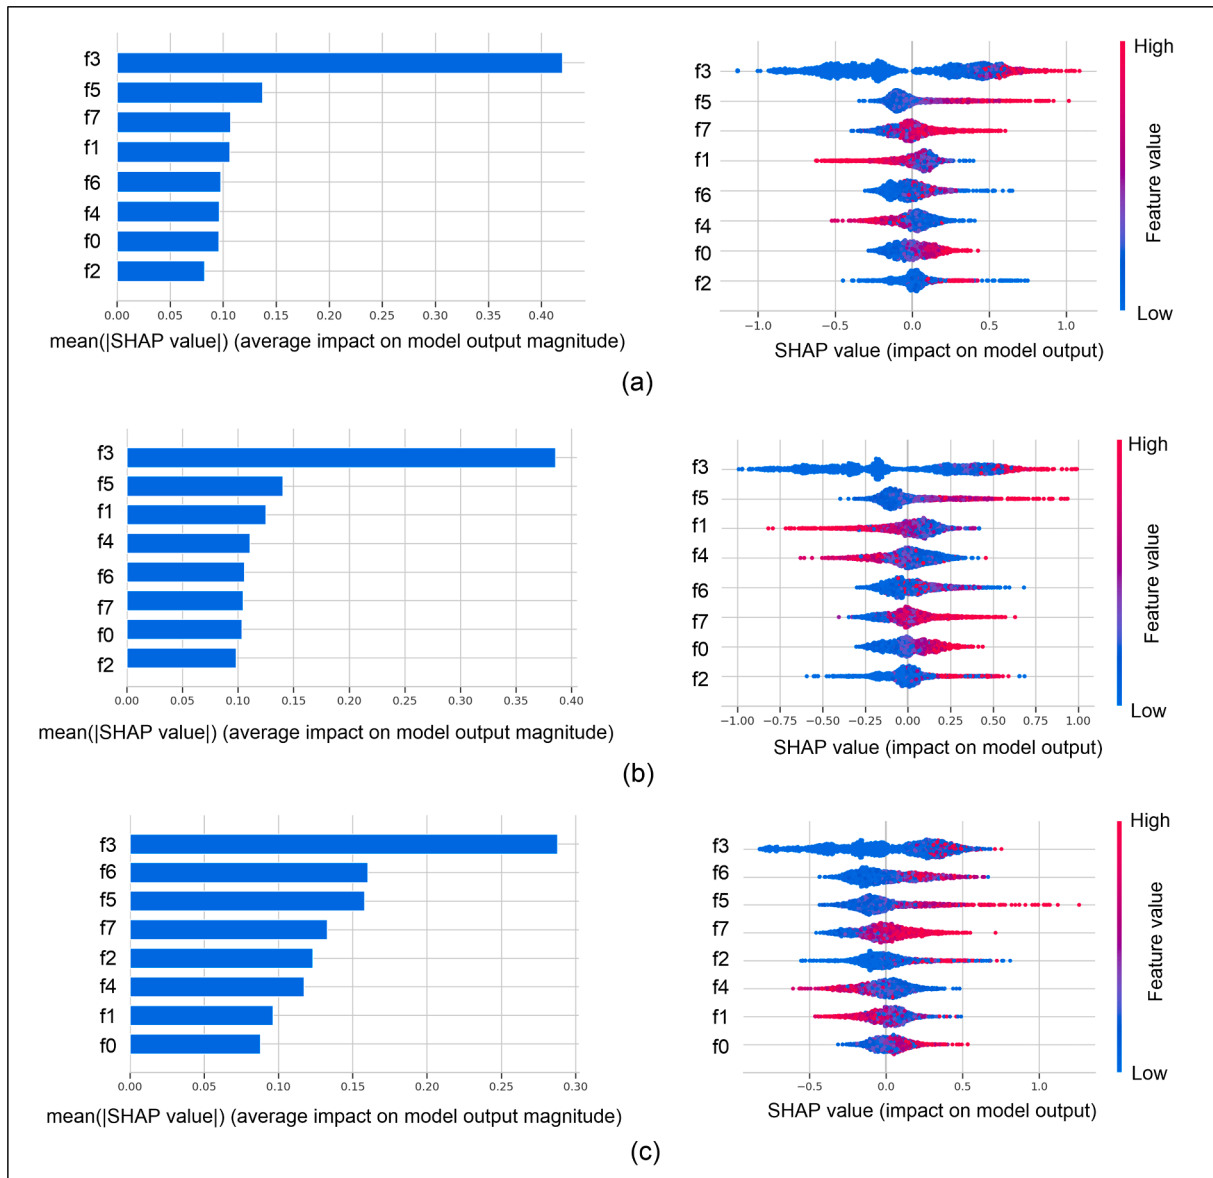 f3
f5
f7
f1
f6
f4
f0
f2
0.00 0.05 0.10 0.15 0.20 0.25 0.30 0.35 0.40
mean(|SHAP value|) (average impact on model output magnitude)
f3
f5
f7
f1
f6
f4
f0
f2
−1.0 −0.5 0.0 0.5 1.0
SHAP value (impact on model output)
High
Feature value
Low
(a)
f3
f5
f1
f4
f6
f7
f0
f2
0.00 0.05 0.10 0.15 0.20 0.25 0.30 0.35 0.40
mean(|SHAP value|) (average impact on model output magnitude)
f3
f5
f1
f4
f6
f7
f0
f2
−1.00 −0.75 −0.50 −0.25 0.00 0.25 0.50 0.75 1.00
SHAP value (impact on model output)
High
Feature value
Low
(b)
f3
f6
f5
f7
f2
f4
f1
f0
0.00 0.05 0.10 0.15 0.20 0.25 0.30
mean(|SHAP value|) (average impact on model output magnitude)
f3
f6
f5
f7
f2
f4
f1
f0
−0.5 0.0 0.5 1.0
SHAP value (impact on model output)
High
Feature value
Low
(c)